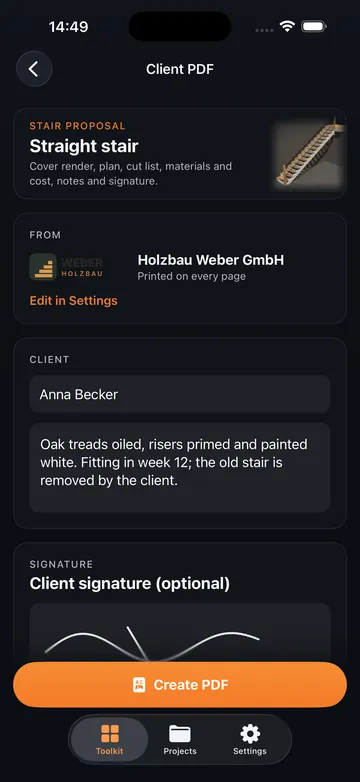 14:49
Client PDF
STAIR PROPOSAL
Straight stair
Cover render, plan, cut list, materials and
cost, notes and signature.
FROM
WEBER
HOLZBAU
Holzbau Weber GmbH
Printed on every page
Edit in Settings
CLIENT
Anna Becker
Oak treads oiled, risers primed and painted
white. Fitting in week 12; the old stair is
removed by the client.
SIGNATURE
Client signature (optional)
Create PDF
Toolkit
Projects
Settings